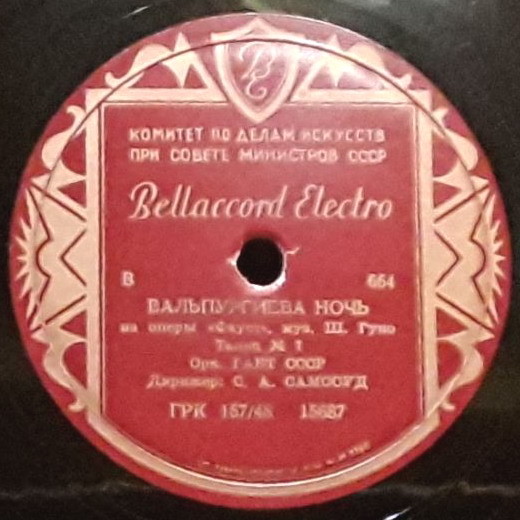 BE
КОМИТЕТ ПО ДЕЛАМ ИСКУССТВ
ПРИ СОВЕТЕ МИНИСТРОВ СССР
Bellaccord Electro
В 664
ВАЛЬПУРГИЕВА НОЧЬ
из оперы «Фауст», муз. Ш. Гуно
Танец № 1
Орк. ГАБТ СССР
Дирижер: С. А. САМОСУД
ГРК 157/48 15687